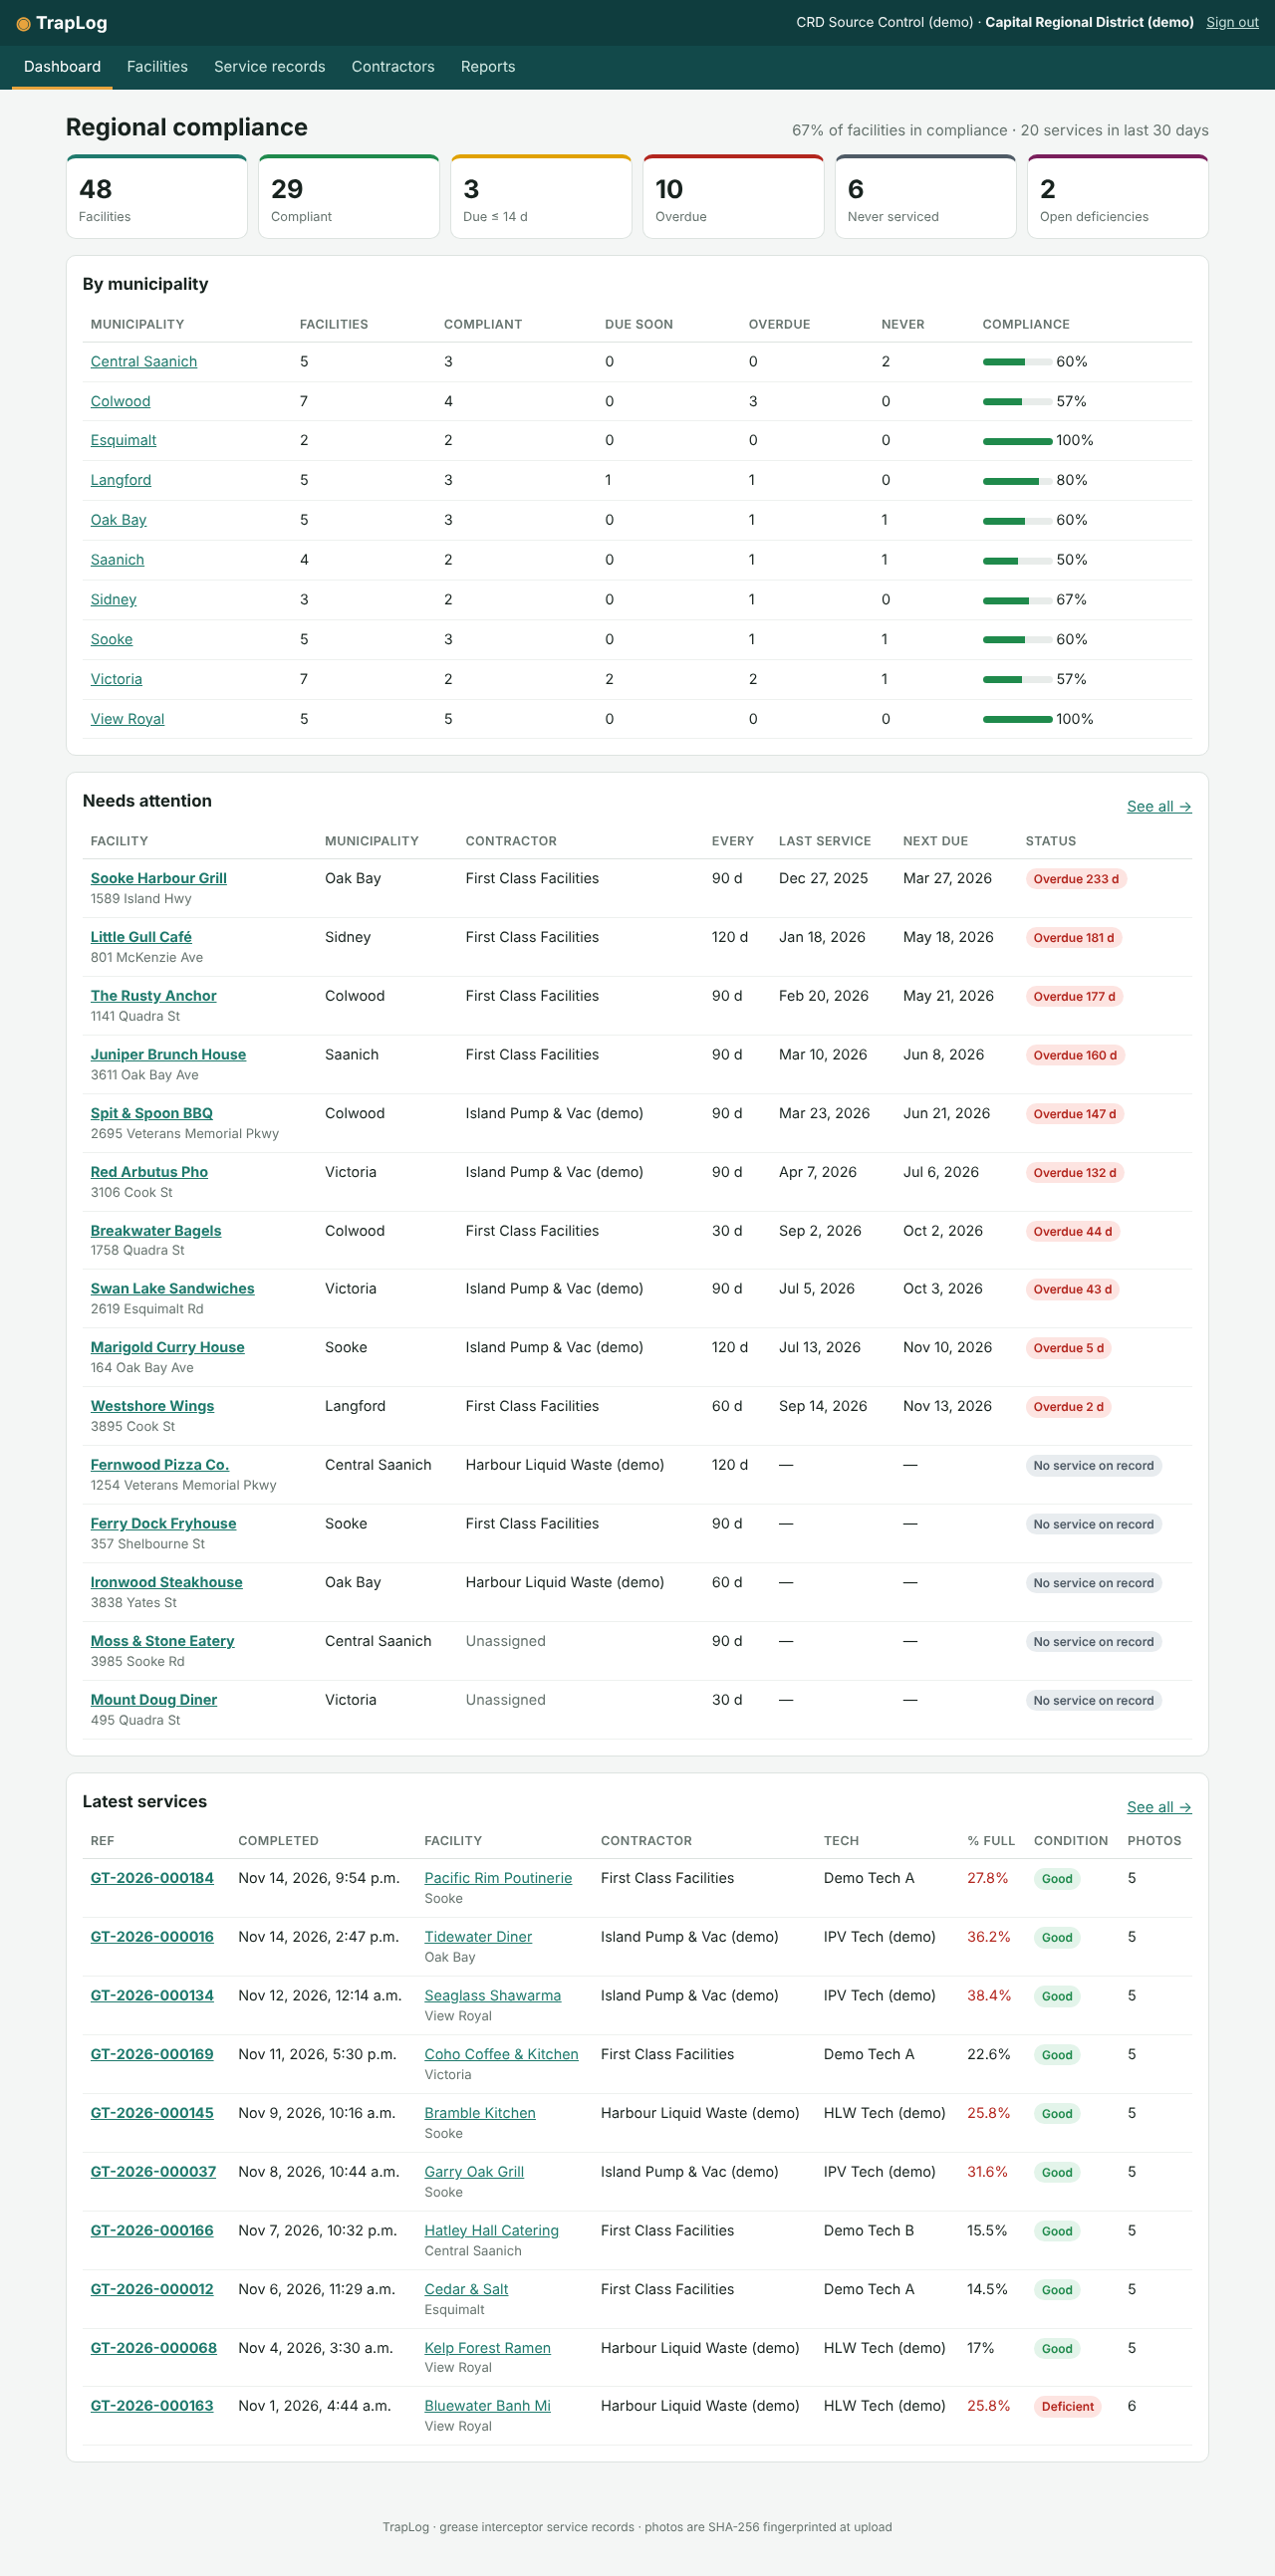 TrapLog
CRD Source Control (demo) · Capital Regional District (demo) Sign out
Dashboard Facilities Service records Contractors Reports
Regional compliance
67% of facilities in compliance · 20 services in last 30 days
48 29 3 10 6 2
Facilities Compliant Due ≤ 14 d Overdue Never serviced Open deficiencies
By municipality
MUNICIPALITY FACILITIES COMPLIANT DUE SOON OVERDUE NEVER COMPLIANCE
Central Saanich 5 3 0 0 2 60%
Colwood 7 4 0 3 0 57%
Esquimalt 2 2 0 0 0 100%
Langford 5 3 1 1 0 80%
Oak Bay 5 3 0 1 1 60%
Saanich 4 2 0 1 1 50%
Sidney 3 2 0 1 0 67%
Sooke 5 3 0 1 1 60%
Victoria 7 2 2 2 1 57%
View Royal 5 5 0 0 0 100%
Needs attention
See all →
FACILITY MUNICIPALITY CONTRACTOR EVERY LAST SERVICE NEXT DUE STATUS
Sooke Harbour Grill Oak Bay First Class Facilities 90 d Dec 27, 2025 Mar 27, 2026 Overdue 233 d
1589 Island Hwy
Little Gull Café Sidney First Class Facilities 120 d Jan 18, 2026 May 18, 2026 Overdue 181 d
801 McKenzie Ave
The Rusty Anchor Colwood First Class Facilities 90 d Feb 20, 2026 May 21, 2026 Overdue 177 d
1141 Quadra St
Juniper Brunch House Saanich First Class Facilities 90 d Mar 10, 2026 Jun 8, 2026 Overdue 160 d
3611 Oak Bay Ave
Spit & Spoon BBQ Colwood Island Pump & Vac (demo) 90 d Mar 23, 2026 Jun 21, 2026 Overdue 147 d
2695 Veterans Memorial Pkwy
Red Arbutus Pho Victoria Island Pump & Vac (demo) 90 d Apr 7, 2026 Jul 6, 2026 Overdue 132 d
3106 Cook St
Breakwater Bagels Colwood First Class Facilities 30 d Sep 2, 2026 Oct 2, 2026 Overdue 44 d
1758 Quadra St
Swan Lake Sandwiches Victoria Island Pump & Vac (demo) 90 d Jul 5, 2026 Oct 3, 2026 Overdue 43 d
2619 Esquimalt Rd
Marigold Curry House Sooke Island Pump & Vac (demo) 120 d Jul 13, 2026 Nov 10, 2026 Overdue 5 d
164 Oak Bay Ave
Westshore Wings Langford First Class Facilities 60 d Sep 14, 2026 Nov 13, 2026 Overdue 2 d
3895 Cook St
Fernwood Pizza Co. Central Saanich Harbour Liquid Waste (demo) 120 d — — No service on record
1254 Veterans Memorial Pkwy
Ferry Dock Fryhouse Sooke First Class Facilities 90 d — — No service on record
357 Shelbourne St
Ironwood Steakhouse Oak Bay Harbour Liquid Waste (demo) 60 d — — No service on record
3838 Yates St
Moss & Stone Eatery Central Saanich Unassigned 90 d — — No service on record
3985 Sooke Rd
Mount Doug Diner Victoria Unassigned 30 d — — No service on record
495 Quadra St
Latest services
See all →
REF COMPLETED FACILITY CONTRACTOR TECH % FULL CONDITION PHOTOS
GT-2026-000184 Nov 14, 2026, 9:54 p.m. Pacific Rim Poutinerie First Class Facilities Demo Tech A 27.8% Good 5
Sooke
GT-2026-000016 Nov 14, 2026, 2:47 p.m. Tidewater Diner Island Pump & Vac (demo) IPV Tech (demo) 36.2% Good 5
Oak Bay
GT-2026-000134 Nov 12, 2026, 12:14 a.m. Seaglass Shawarma Island Pump & Vac (demo) IPV Tech (demo) 38.4% Good 5
View Royal
GT-2026-000169 Nov 11, 2026, 5:30 p.m. Coho Coffee & Kitchen First Class Facilities Demo Tech A 22.6% Good 5
Victoria
GT-2026-000145 Nov 9, 2026, 10:16 a.m. Bramble Kitchen Harbour Liquid Waste (demo) HLW Tech (demo) 25.8% Good 5
Sooke
GT-2026-000037 Nov 8, 2026, 10:44 a.m. Garry Oak Grill Island Pump & Vac (demo) IPV Tech (demo) 31.6% Good 5
Sooke
GT-2026-000166 Nov 7, 2026, 10:32 p.m. Hatley Hall Catering First Class Facilities Demo Tech B 15.5% Good 5
Central Saanich
GT-2026-000012 Nov 6, 2026, 11:29 a.m. Cedar & Salt First Class Facilities Demo Tech A 14.5% Good 5
Esquimalt
GT-2026-000068 Nov 4, 2026, 3:30 a.m. Kelp Forest Ramen Harbour Liquid Waste (demo) HLW Tech (demo) 17% Good 5
View Royal
GT-2026-000163 Nov 1, 2026, 4:44 a.m. Bluewater Banh Mi Harbour Liquid Waste (demo) HLW Tech (demo) 25.8% Deficient 6
View Royal
TrapLog · grease interceptor service records · photos are SHA-256 fingerprinted at upload